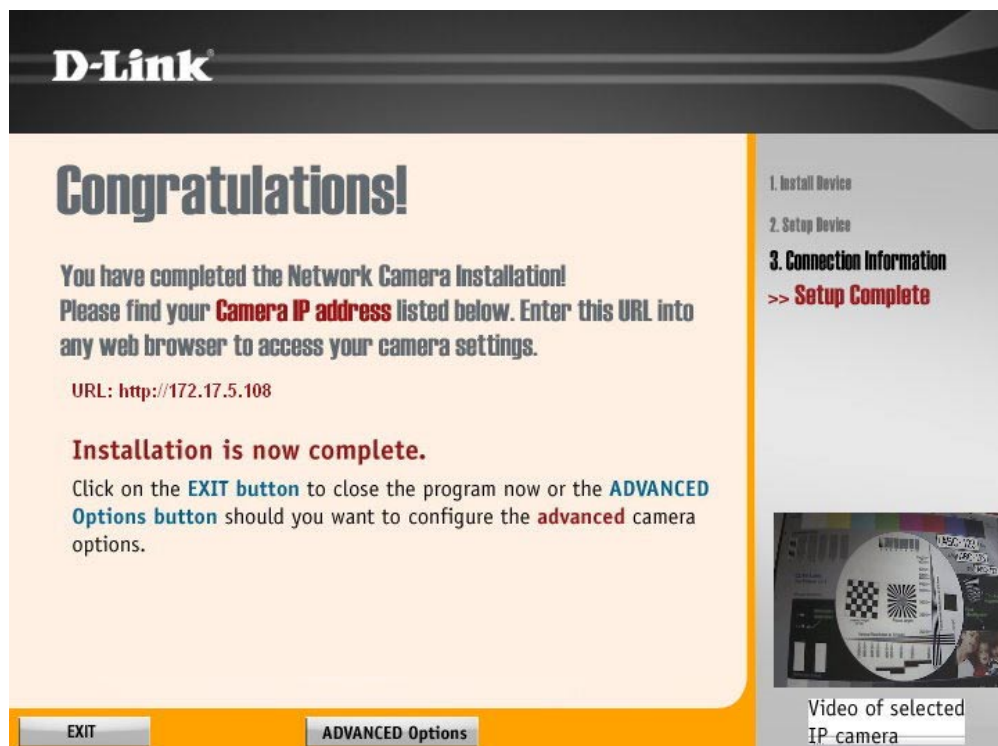 D-Link
Congratulations!
You have completed the Network Camera Installation!
Please find your Camera IP address listed below. Enter this URL into
any web browser to access your camera settings.
URL: http://172.17.5.108
Installation is now complete.
Click on the EXIT button to close the program now or the ADVANCED
Options button should you want to configure the advanced camera
options.
EXIT
ADVANCED Options
1. Install Device
2. Setup Device
3. Connection Information
>> Setup Complete
Video of selected
IP camera